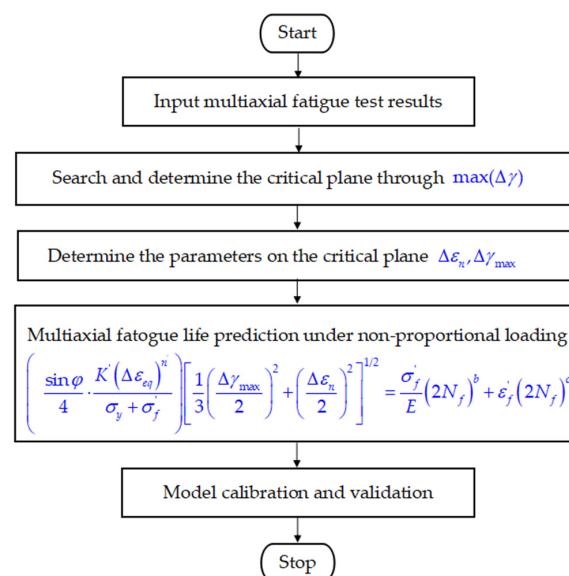 Start
Input multiaxial fatigue test results
Search and determine the critical plane through max(Δγ)
Determine the parameters on the critical plane Δεₙ, Δγ_max
Multiaxial fatogue life prediction under non-proportional loading
( sinφ/4 · K'(Δε_eq)^n' / (σ_y + σ'_f) ) [ 1/3 (Δγ_max/2)^2 + (Δεₙ/2)^2 ]^1/2 = σ'_f/E (2N_f)^b + ε'_f (2N_f)^c
Model calibration and validation
Stop